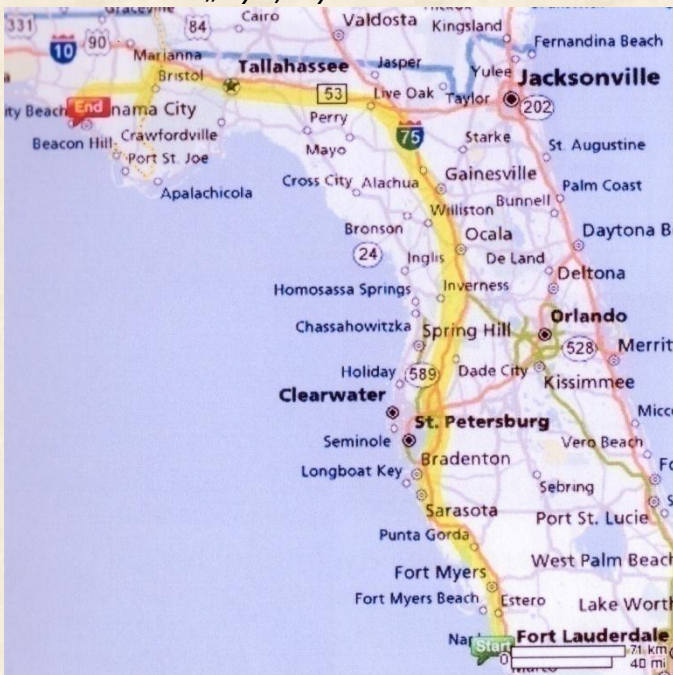 Graceville
Cairo
Valdosta
Kingsland
331
84
10
90
Marianna
Fernandina Beach
Jasper
Yulee
Tallahassee
Jacksonville
Bristol
53
Live Oak
Taylor
202
ity Beach
End
nama City
Perry
75
Crawfordville
Starke
St. Augustine
Beacon Hill
Mayo
Port St. Joe
Gainesville
Cross City
Alachua
Palm Coast
Apalachicola
Bunnell
Williston
Bronson
Ocala
Daytona B
24
Inglis
De Land
Deltona
Homosassa Springs
Inverness
Orlando
Chassahowitzka
Spring Hill
528
Merrit
Holiday
589
Dade City
Kissimmee
Clearwater
Micc
St. Petersburg
Seminole
Vero Beach
Bradenton
Longboat Key
Sebring
Sarasota
Port St. Lucie
Punta Gorda
West Palm Beach
Fort Myers
Fort Myers Beach
Estero
Lake Worth
Fort Lauderdale
Start
0
71 km
40 mi